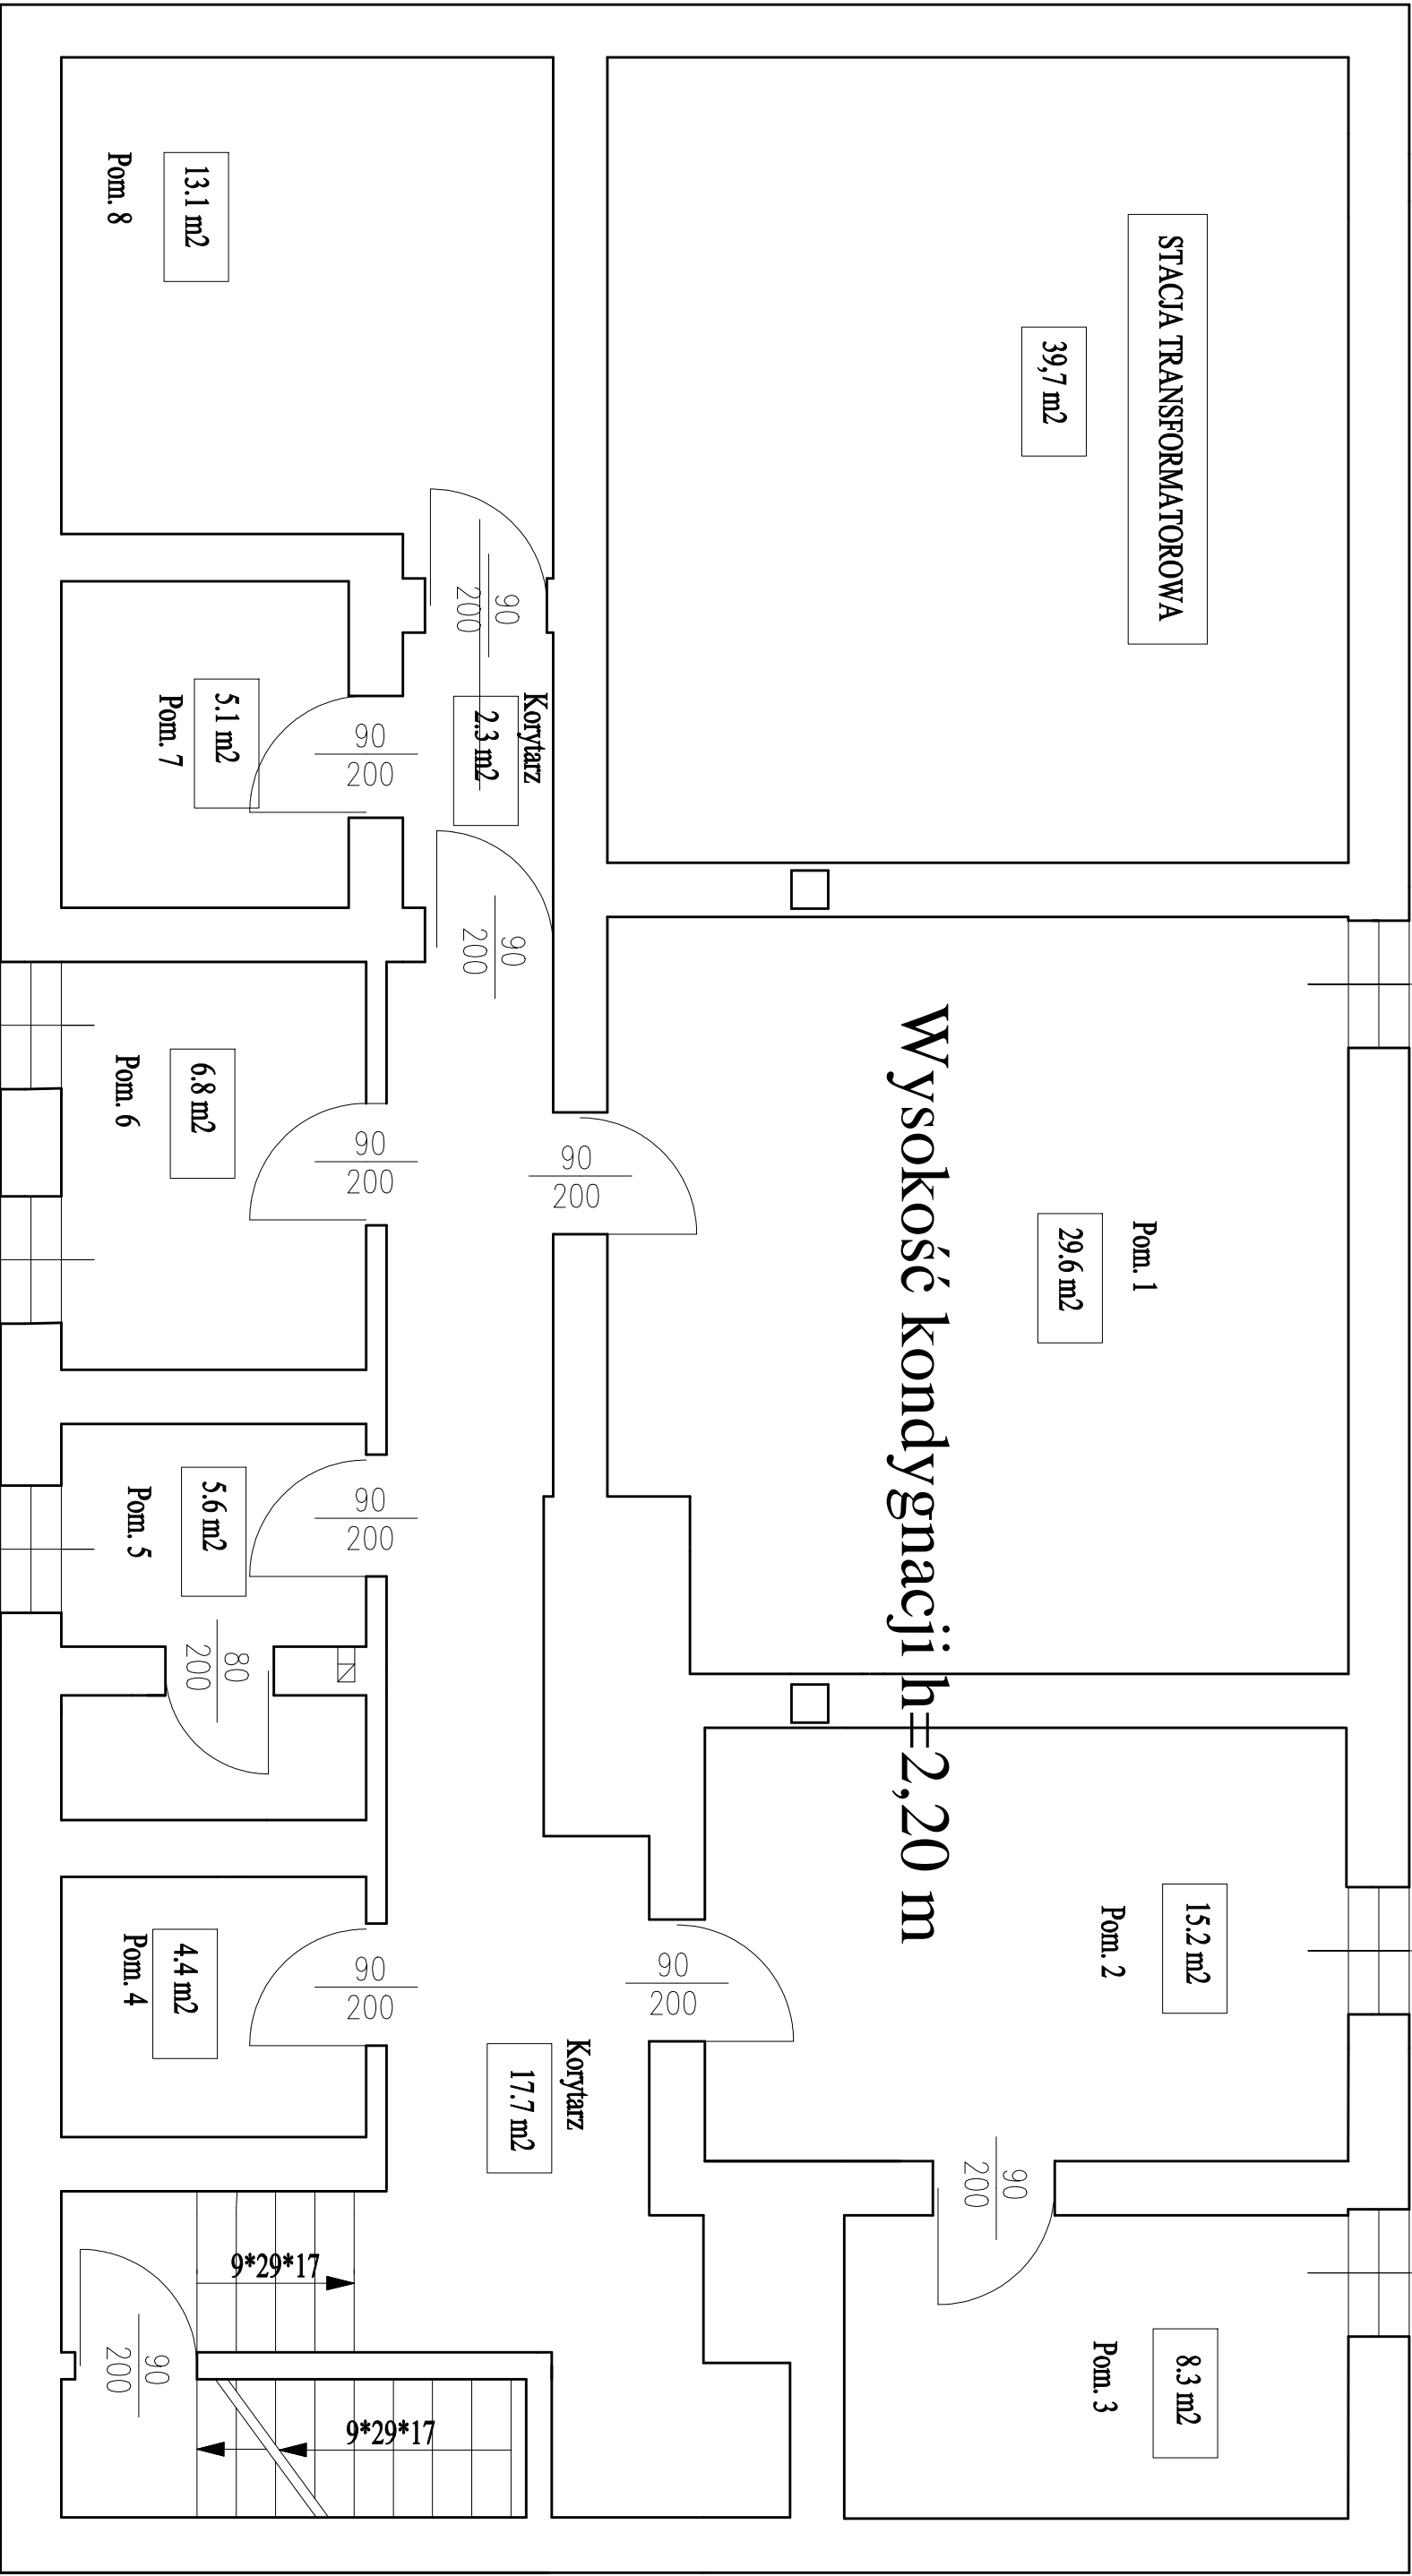 STACJA TRANSFORMATOROWA
39,7 m2
13.1 m2
Pom. 8
90
200
Korytarz
2.3 m2
90
200
5.1 m2
Pom. 7
90
200
Wysokość kondygnacji h=2,20 m
Pom. 1
29.6 m2
90
200
90
200
6.8 m2
Pom. 6
90
200
5.6 m2
Pom. 5
80
200
15.2 m2
Pom. 2
90
200
90
200
4.4 m2
Pom. 4
Korytarz
17.7 m2
90
200
8.3 m2
Pom. 3
9*29*17
90
200
9*29*17